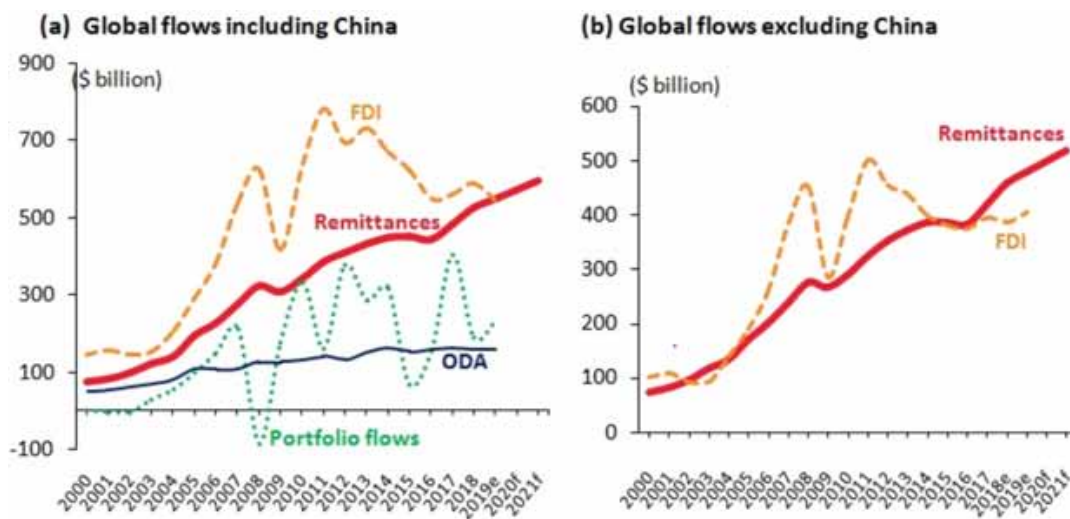 (a) Global flows including China
900
($ billion)
FDI
700
500
Remittances
300
100
ODA
-100
Portfolio flows
2000
2001
2002
2003
2004
2005
2006
2007
2008
2009
2010
2011
2012
2013
2014
2015
2016
2017
2018
2019e
2020f
2021f
(b) Global flows excluding China
($ billion)
600
Remittances
500
400
FDI
300
200
100
0
2000
2001
2002
2003
2004
2005
2006
2007
2008
2009
2010
2011
2012
2013
2014
2015
2016
2017
2018e
2019e
2020f
2021f